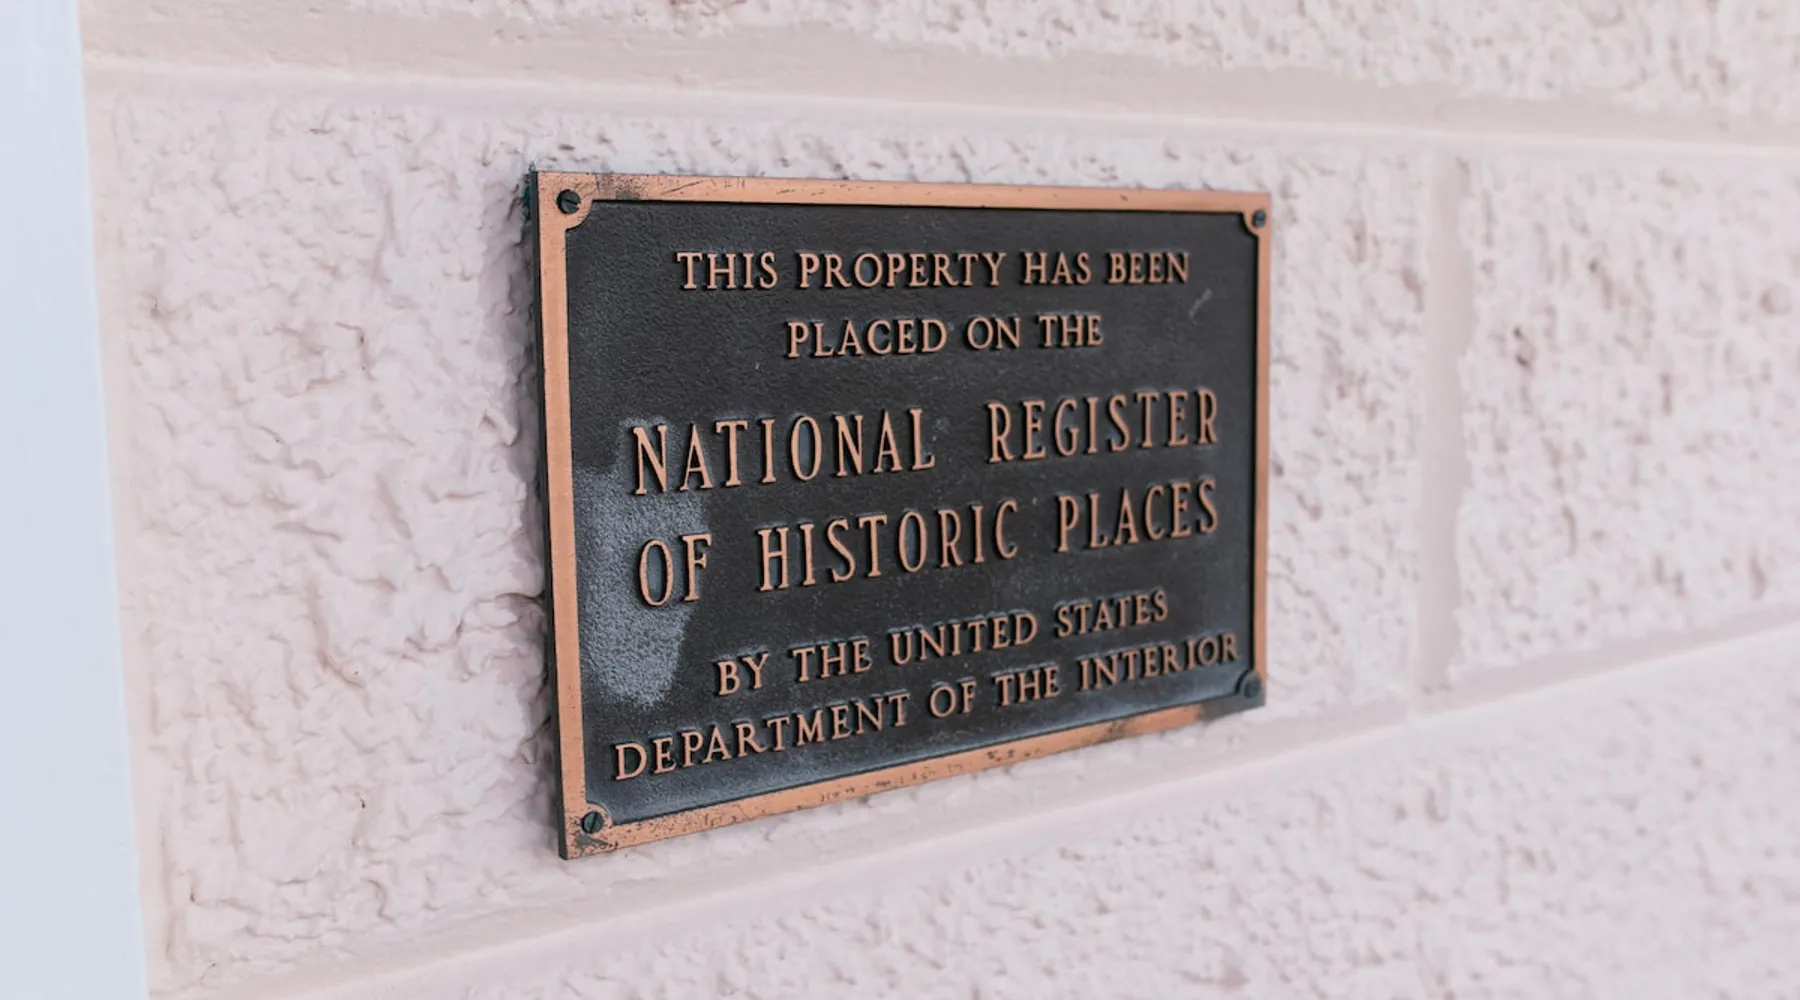 THIS PROPERTY HAS BEEN
PLACED ON THE
NATIONAL REGISTER
OF HISTORIC PLACES
BY THE UNITED STATES
DEPARTMENT OF THE INTERIOR